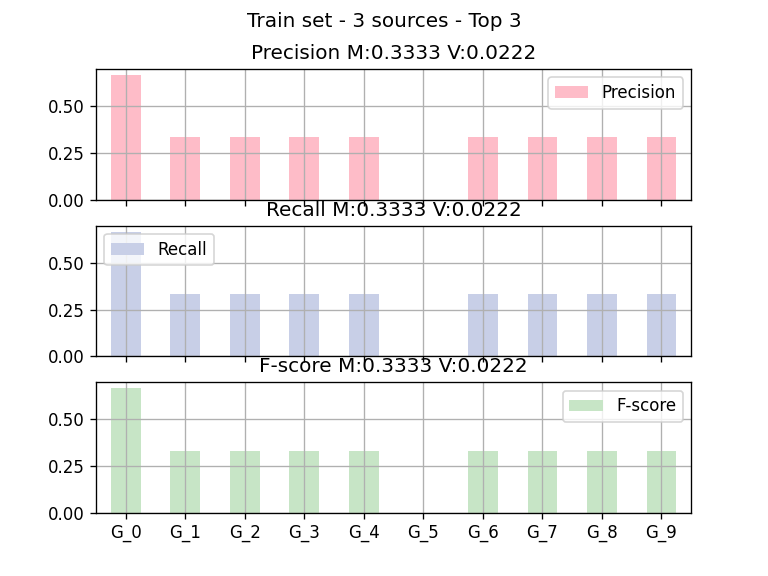 Train set - 3 sources - Top 3
Precision M:0.3333 V:0.0222
0.50
0.25
0.00
Precision
Recall M:0.3333 V:0.0222
0.50
0.25
0.00
Recall
F-score M:0.3333 V:0.0222
0.50
0.25
0.00
F-score
G_0 G_1 G_2 G_3 G_4 G_5 G_6 G_7 G_8 G_9